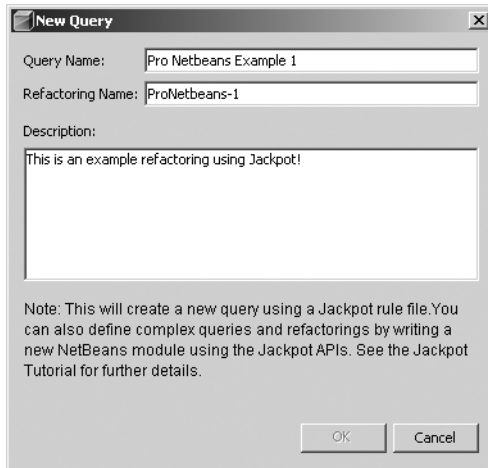 New Query
Query Name: Pro Netbeans Example 1
Refactoring Name: ProNetbeans-1
Description:
This is an example refactoring using Jackpot!
Note: This will create a new query using a Jackpot rule file.You
can also define complex queries and refactorings by writing a
new NetBeans module using the Jackpot APIs. See the Jackpot
Tutorial for further details.
OK Cancel